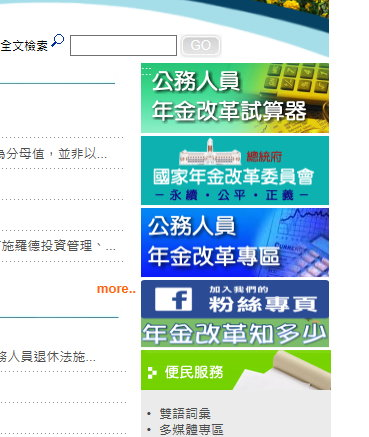 全文檢索
GO
公務人員
年金改革試算器
為分母值，並非以...
總統府
國家年金改革委員會
－永續・公平・正義－
公務人員
年金改革專區
施羅德投資管理、...
加入我們的
粉絲專頁
more..
年金改革知多少
務人員退休法施...
便民服務
• 雙語詞彙
• 多媒體專區